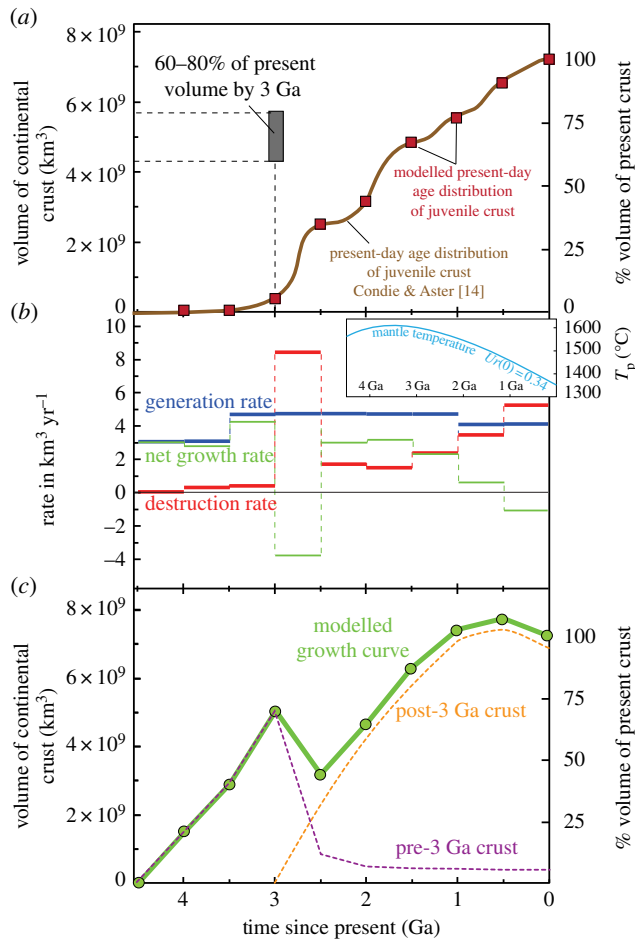 (a)
8 × 10⁹
6 × 10⁹
4 × 10⁹
2 × 10⁹
0
volume of continental
crust (km³)
60–80% of present
volume by 3 Ga
modelled present-day
age distribution
of juvenile crust
present-day age distribution
of juvenile crust
Condie & Aster [14]
100
75
50
25
0
% volume of present crust
(b)
10
8
6
4
2
0
−2
−4
rate in km³ yr⁻¹
generation rate
net growth rate
destruction rate
mantle temperature
Ur(0) = 0.34
4 Ga 3 Ga 2 Ga 1 Ga
1600
1500
1400
1300
Tp (°C)
(c)
8 × 10⁹
6 × 10⁹
4 × 10⁹
2 × 10⁹
0
volume of continental
crust (km³)
modelled
growth curve
post-3 Ga crust
pre-3 Ga crust
100
75
50
25
% volume of present crust
4 3 2 1 0
time since present (Ga)